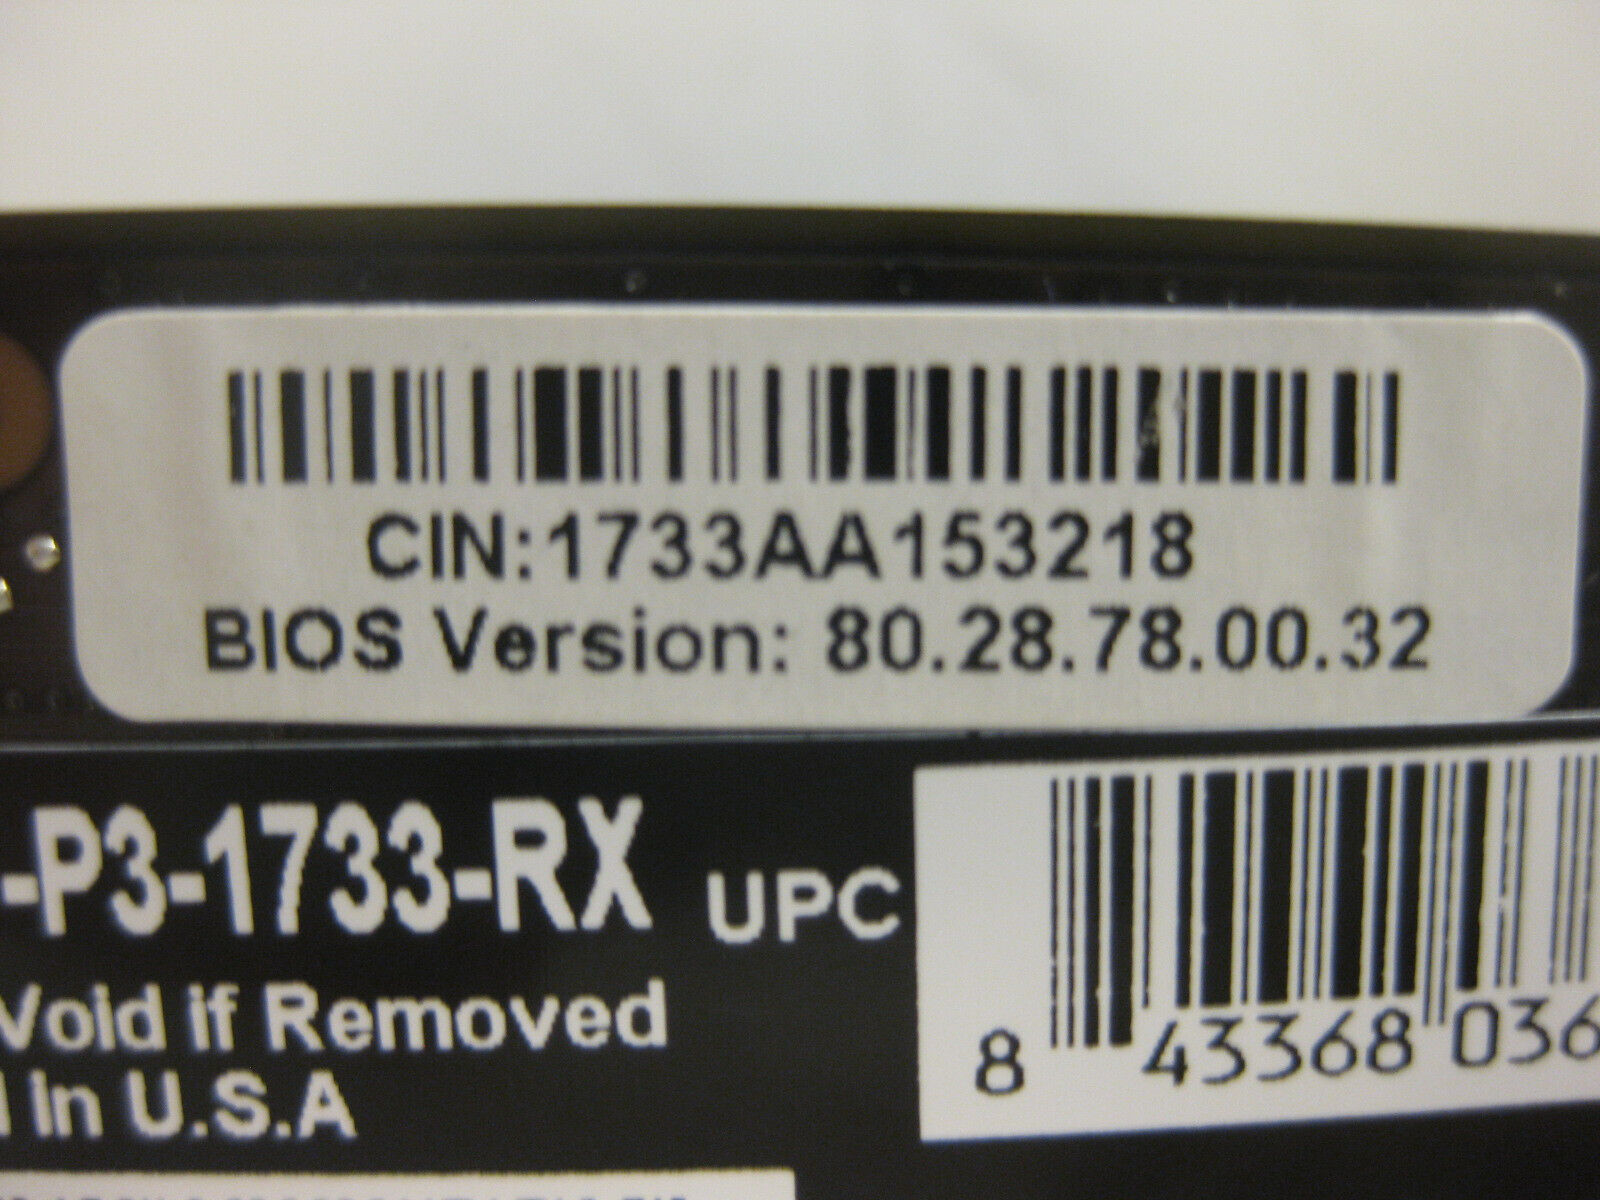 CIN:1733AA153218
BIOS Version: 80.28.78.00.32
-P3-1733-RX UPC
Void if Removed
In U.S.A
8 43368 036